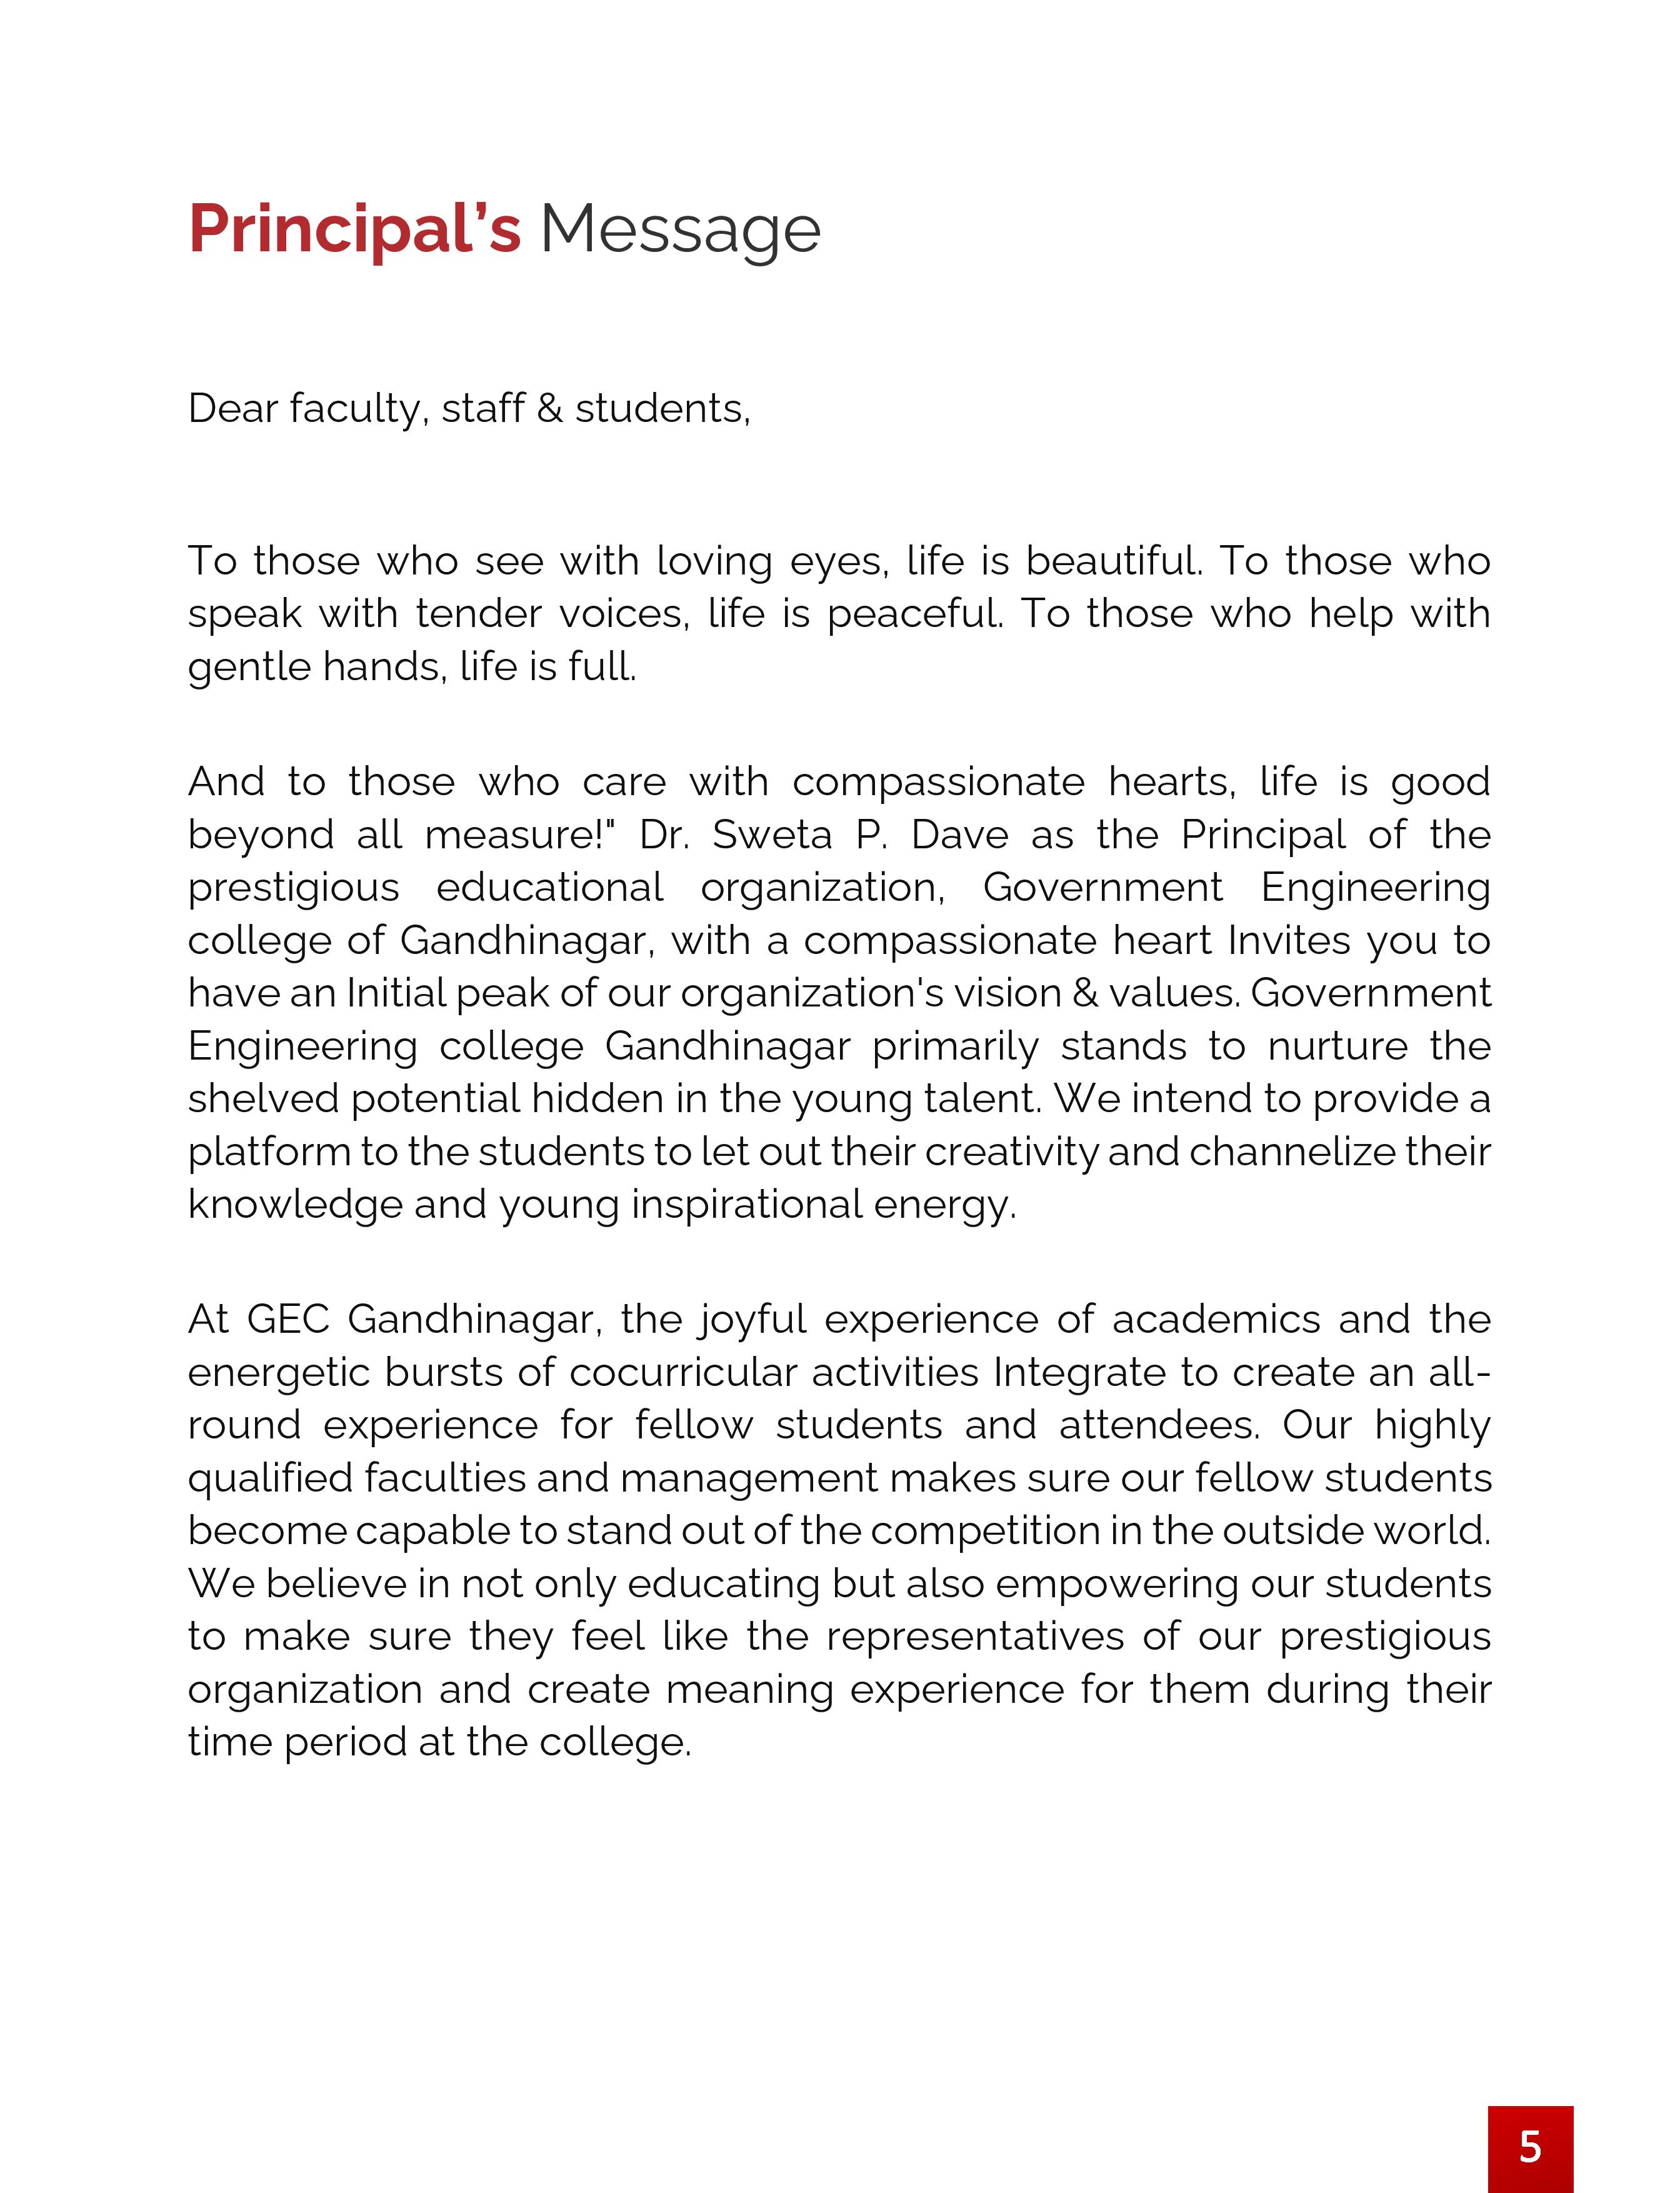 Principal’s Message
Dear faculty, staff & students,
To those who see with loving eyes, life is beautiful. To those who
speak with tender voices, life is peaceful. To those who help with
gentle hands, life is full.
And to those who care with compassionate hearts, life is good
beyond all measure!" Dr. Sweta P. Dave as the Principal of the
prestigious educational organization, Government Engineering
college of Gandhinagar, with a compassionate heart Invites you to
have an Initial peak of our organization's vision & values. Government
Engineering college Gandhinagar primarily stands to nurture the
shelved potential hidden in the young talent. We intend to provide a
platform to the students to let out their creativity and channelize their
knowledge and young inspirational energy.
At GEC Gandhinagar, the joyful experience of academics and the
energetic bursts of cocurricular activities Integrate to create an all-
round experience for fellow students and attendees. Our highly
qualified faculties and management makes sure our fellow students
become capable to stand out of the competition in the outside world.
We believe in not only educating but also empowering our students
to make sure they feel like the representatives of our prestigious
organization and create meaning experience for them during their
time period at the college.
5